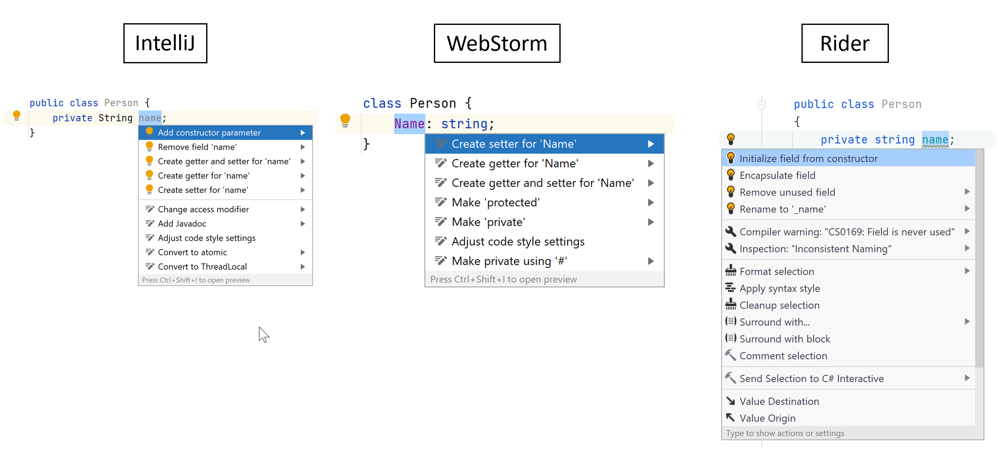 IntelliJ
public class Person {
private String name;
}
Add constructor parameter
Remove field 'name'
Create getter and setter for 'name'
Create getter for 'name'
Create setter for 'name'
Change access modifier
Add Javadoc
Adjust code style settings
Convert to atomic
Convert to ThreadLocal
Press Ctrl+Shift+I to open preview
WebStorm
class Person {
Name: string;
}
Create setter for 'Name'
Create getter for 'Name'
Create getter and setter for 'Name'
Make 'protected'
Make 'private'
Adjust code style settings
Make private using '#'
Press Ctrl+Shift+I to open preview
Rider
public class Person
{
private string name;
Initialize field from constructor
Encapsulate field
Remove unused field
Rename to '_name'
Compiler warning: "CS0169: Field is never used"
Inspection: "Inconsistent Naming"
Format selection
Apply syntax style
Cleanup selection
Surround with...
Surround with block
Comment selection
Send Selection to C# Interactive
Value Destination
Value Origin
Type to show actions or settings